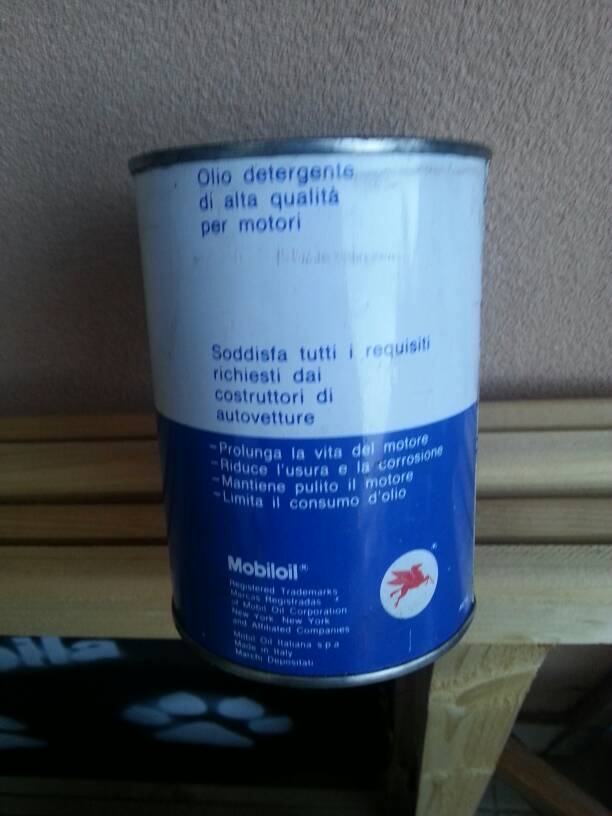 Olio detergente
di alta qualità
per motori
Soddisfa tutti i requisiti
richiesti dai
costruttori di
autovetture
-Prolunga la vita del motore
-Riduce l'usura e la corrosione
-Mantiene pulito il motore
-Limita il consumo d'olio
Mobiloil®
Registered Trademarks
Marcas Registradas
of Mobil Oil Corporation
New York New York
and Affiliated Companies
Mobil Oil Italiana s.p.a
Made in Italy
Marchi Depositati